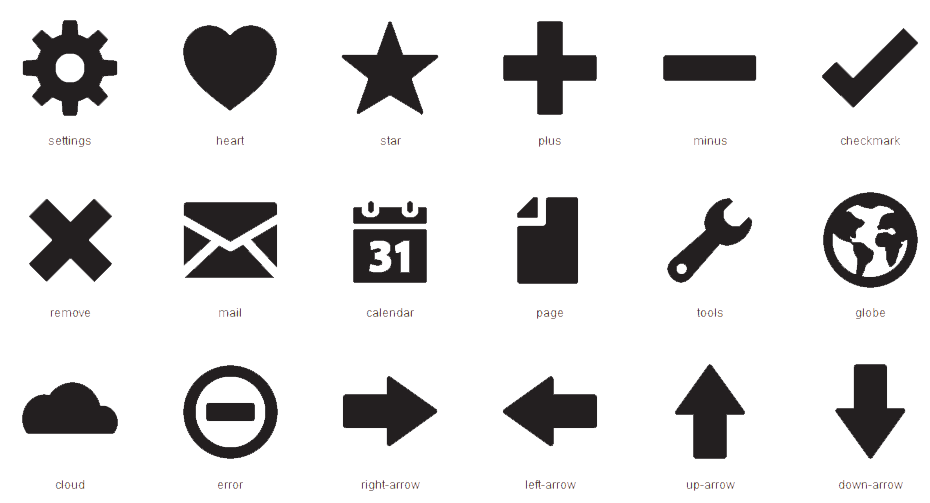 settings heart star plus minus checkmark
31
remove mail calendar page tools globe
cloud error right-arrow left-arrow up-arrow down-arrow